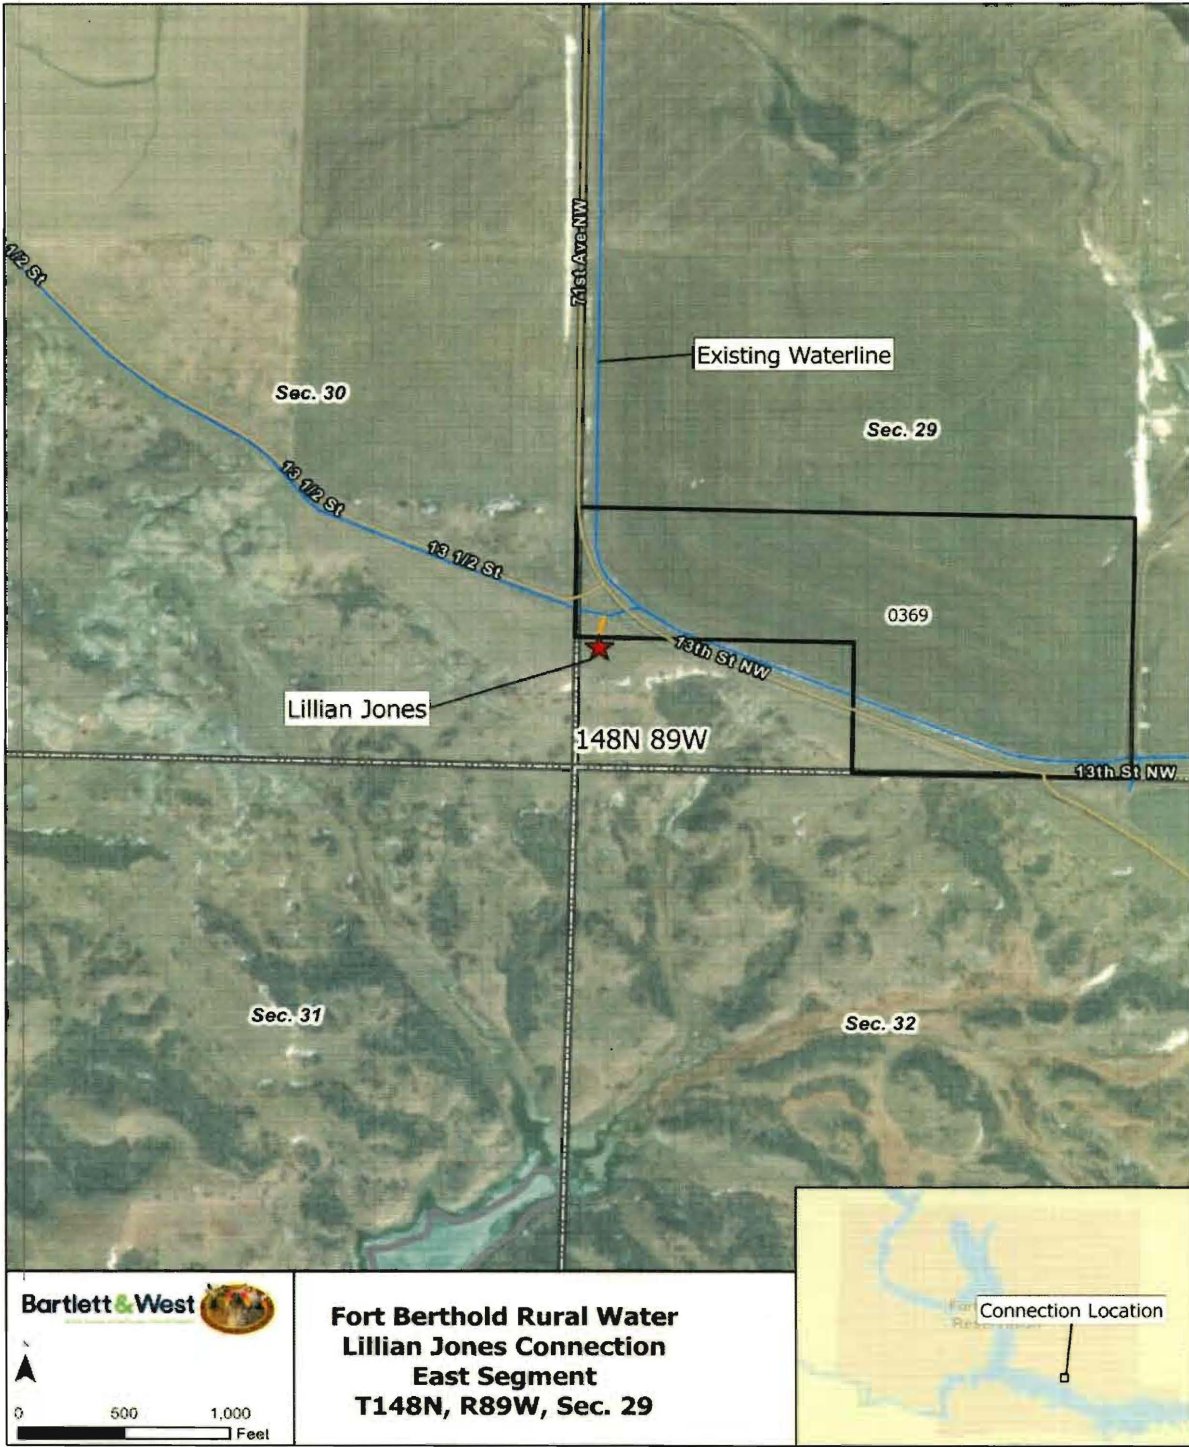 1/2 St
71st Ave NW
Existing Waterline
Sec. 30
Sec. 29
13 1/2 St
13 1/2 St
0369
13th St NW
Lillian Jones
148N 89W
13th St NW
Sec. 31
Sec. 32
Bartlett&West
N
0 500 1,000
Feet
Fort Berthold Rural Water
Lillian Jones Connection
East Segment
T148N, R89W, Sec. 29
Connection Location
Reservation